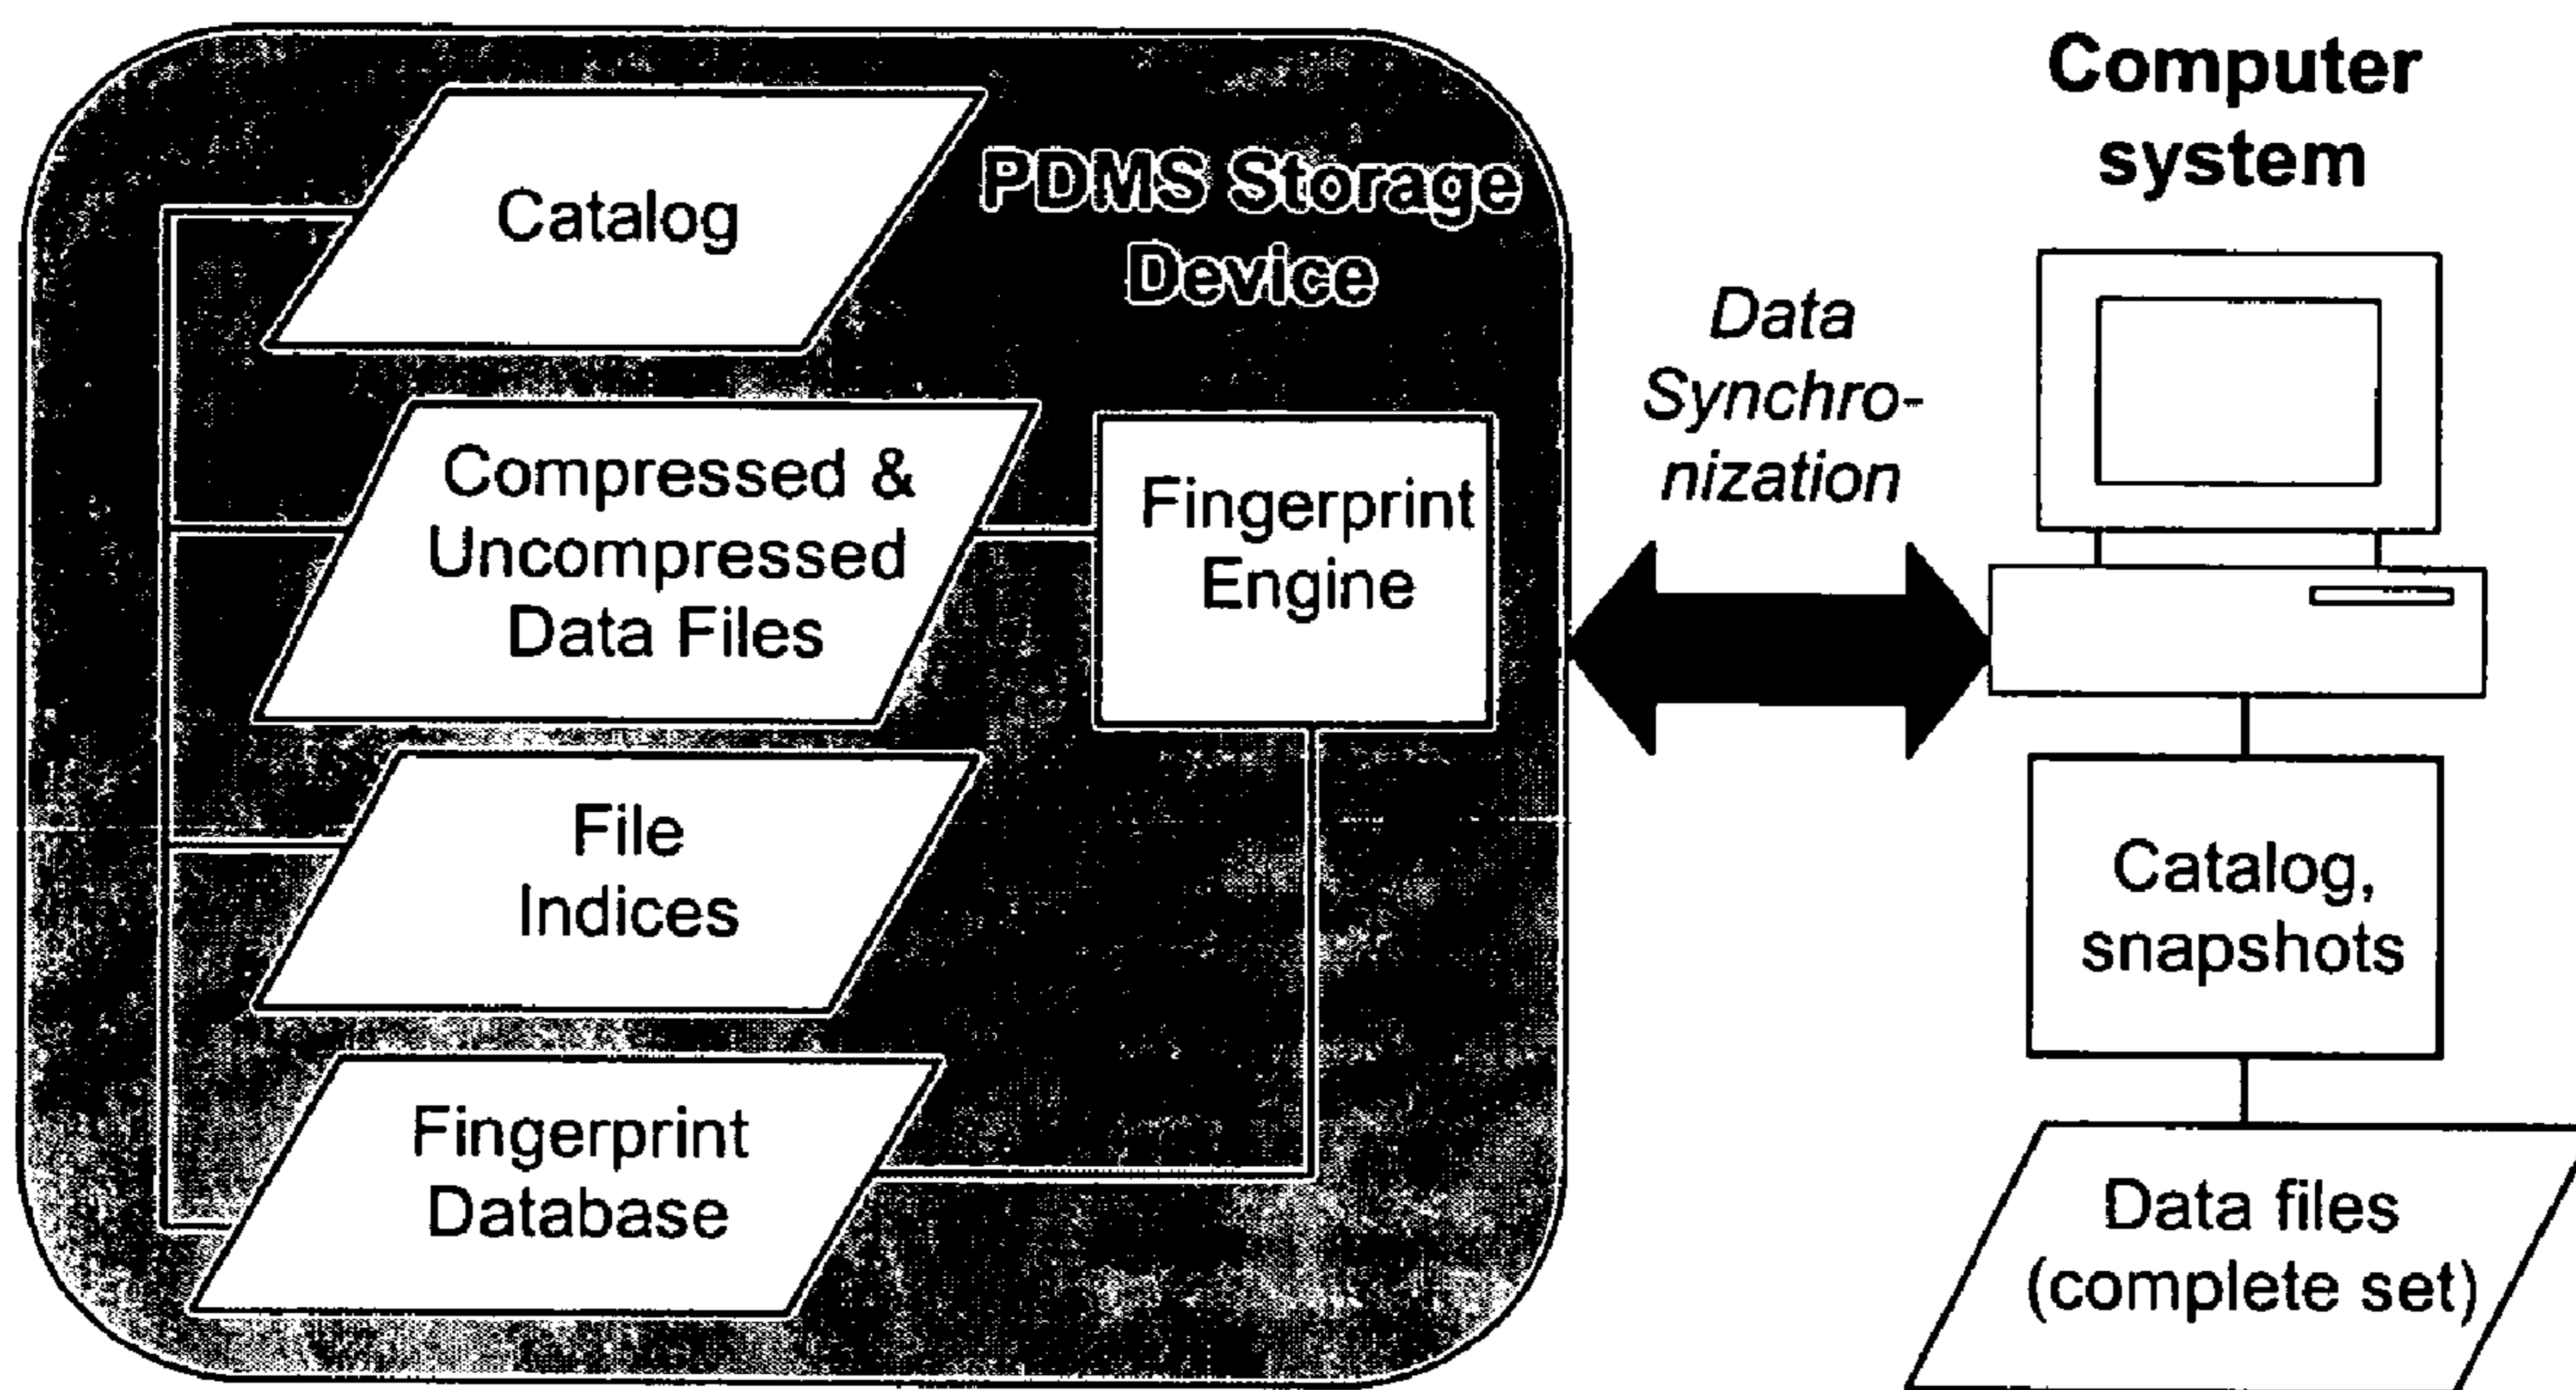 Catalog
PDMS Storage
Device
Compressed &
Uncompressed
Data Files
Fingerprint
Engine
File
Indices
Fingerprint
Database
Data
Synchro-
nization
Computer
system
Catalog,
snapshots
Data files
(complete set)